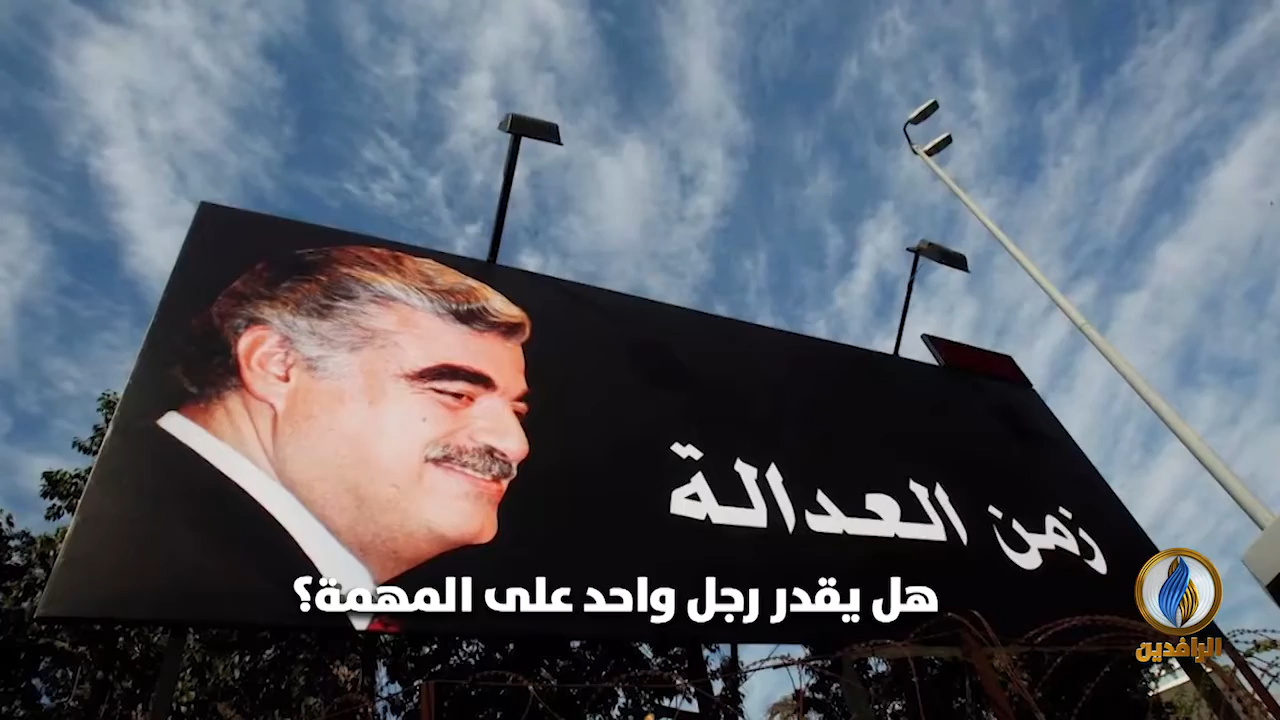 زمن العدالة
هل يقدر رجل واحد على المهمة؟
الرافدين